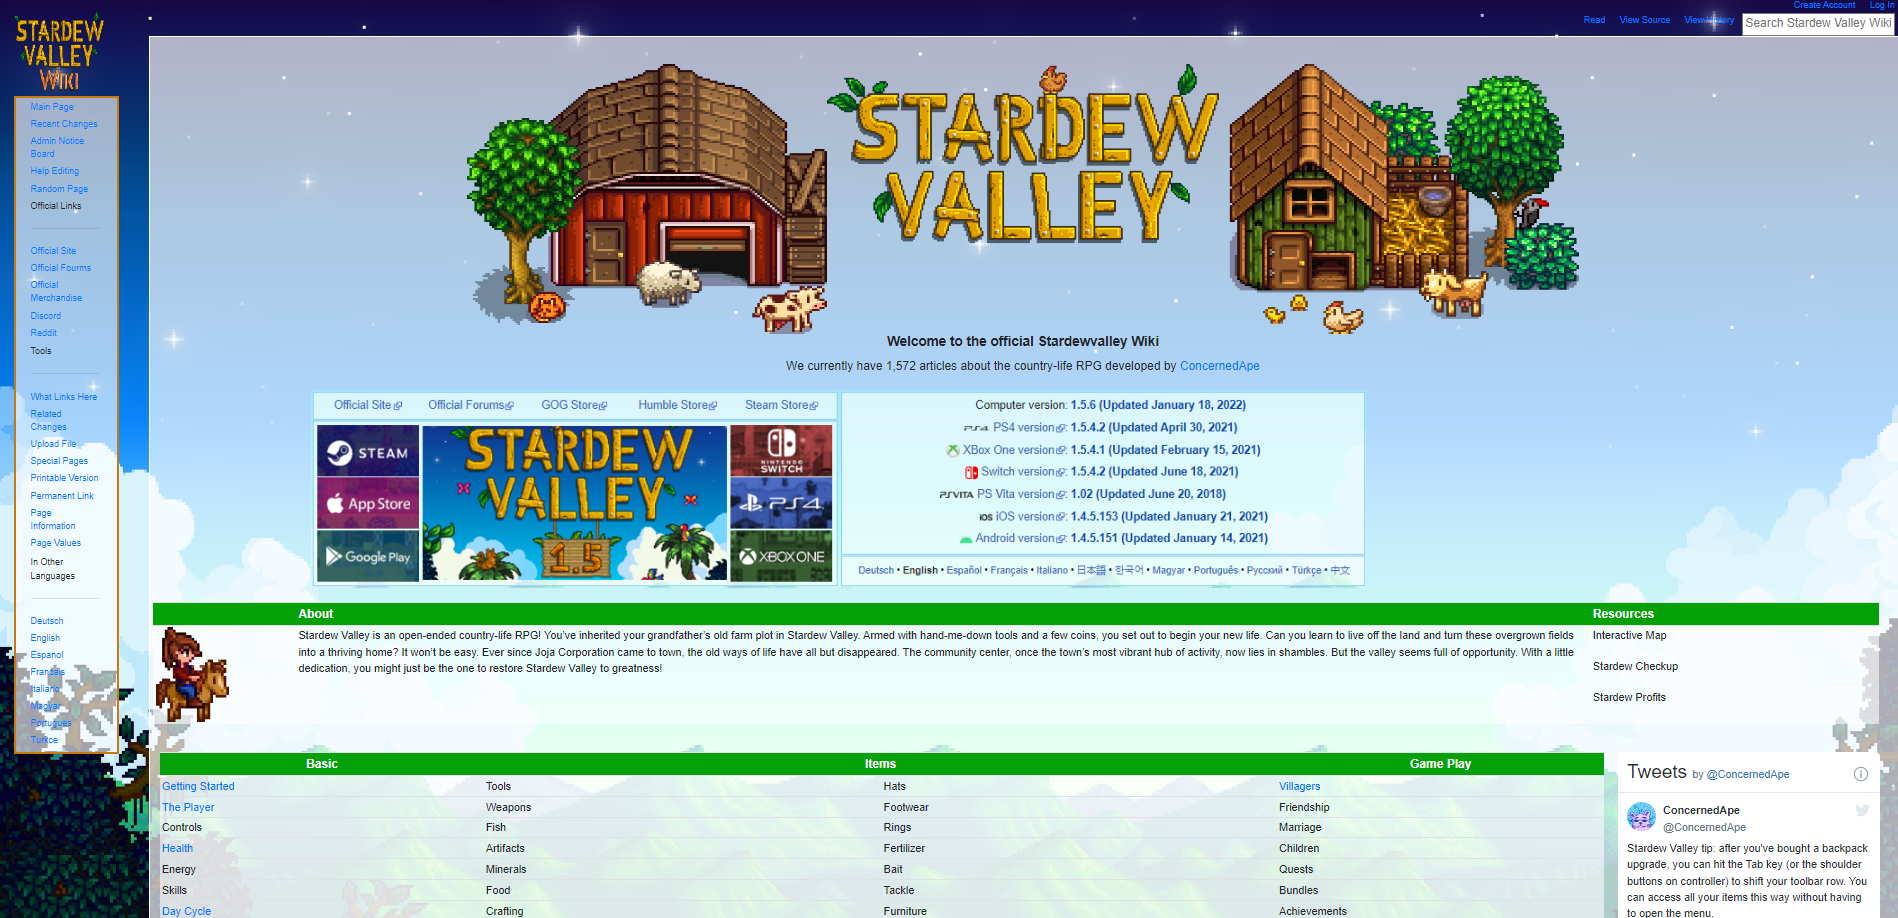 STARDEW
VALLEY
WIKI
Create Account Log In
Read View Source View History Search Stardew Valley Wiki
Main Page
Recent Changes
Admin Notice
Board
Help Editing
Random Page
Official Links
Official Site
Official Fourms
Official
Merchandise
Discord
Reddit
Tools
What Links Here
Related
Changes
Upload File
Special Pages
Printable Version
Permanent Link
Page
Information
Page Values
In Other
Languages
Deutsch
English
Espanol
Francais
Italiano
Magyar
Portugues
Turkce
STARDEW
VALLEY
Welcome to the official Stardewvalley Wiki
We currently have 1,572 articles about the country-life RPG developed by ConcernedApe
Official Site Official Forums GOG Store Humble Store Steam Store
STEAM
App Store
Google Play
STARDEW
VALLEY
1.5
NINTENDO
SWITCH
PS4
XBOX ONE
Computer version: 1.5.6 (Updated January 18, 2022)
PS4 PS4 version: 1.5.4.2 (Updated April 30, 2021)
XBox One version: 1.5.4.1 (Updated February 15, 2021)
Switch version: 1.5.4.2 (Updated June 18, 2021)
PSVITA PS Vita version: 1.02 (Updated June 20, 2018)
iOS iOS version: 1.4.5.153 (Updated January 21, 2021)
Android version: 1.4.5.151 (Updated January 14, 2021)
Deutsch • English • Español • Français • Italiano • 日本語 • 한국어 • Magyar • Português • Русский • Türkçe • 中文
About
Stardew Valley is an open-ended country-life RPG! You've inherited your grandfather's old farm plot in Stardew Valley. Armed with hand-me-down tools and a few coins, you set out to begin your new life. Can you learn to live off the land and turn these overgrown fields
into a thriving home? It won't be easy. Ever since Joja Corporation came to town, the old ways of life have all but disappeared. The community center, once the town's most vibrant hub of activity, now lies in shambles. But the valley seems full of opportunity. With a little
dedication, you might just be the one to restore Stardew Valley to greatness!
Resources
Interactive Map
Stardew Checkup
Stardew Profits
Basic Items Game Play
Getting Started Tools Hats Villagers
The Player Weapons Footwear Friendship
Controls Fish Rings Marriage
Health Artifacts Fertilizer Children
Energy Minerals Bait Quests
Skills Food Tackle Bundles
Day Cycle Crafting Furniture Achievements
Tweets by @ConcernedApe
ConcernedApe
@ConcernedApe
Stardew Valley tip: after you've bought a backpack
upgrade, you can hit the Tab key (or the shoulder
buttons on controller) to shift your toolbar row. You
can access all your items this way without having
to open the menu.